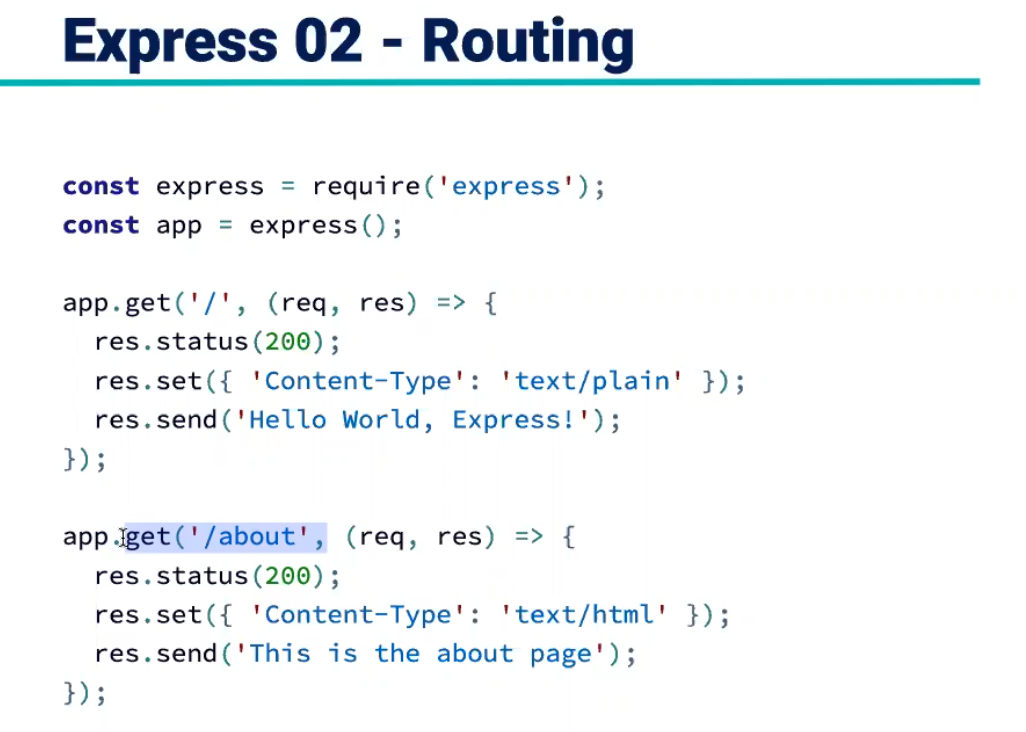 Express 02 - Routing
const express = require('express');
const app = express();
app.get('/', (req, res) => {
  res.status(200);
  res.set({ 'Content-Type': 'text/plain' });
  res.send('Hello World, Express!');
});
app.get('/about', (req, res) => {
  res.status(200);
  res.set({ 'Content-Type': 'text/html' });
  res.send('This is the about page');
});